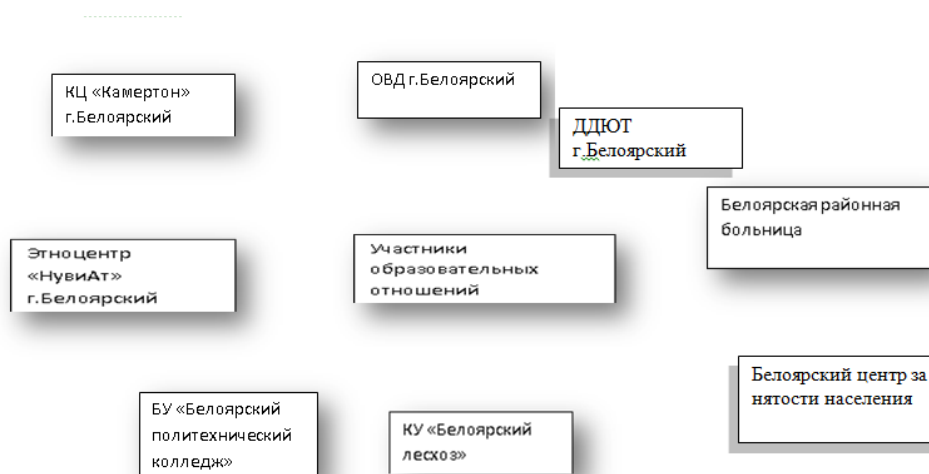 КЦ «Камертон»
г.Белоярский
ОВД г.Белоярский
ДДЮТ
г.Белоярский
Белоярская районная
больница
Этноцентр
«НувиАт»
г.Белоярский
Участники
образовательных
отношений
Белоярский центр за
нятости населения
БУ «Белоярский
политехнический
колледж»
КУ «Белоярский
лесхоз»